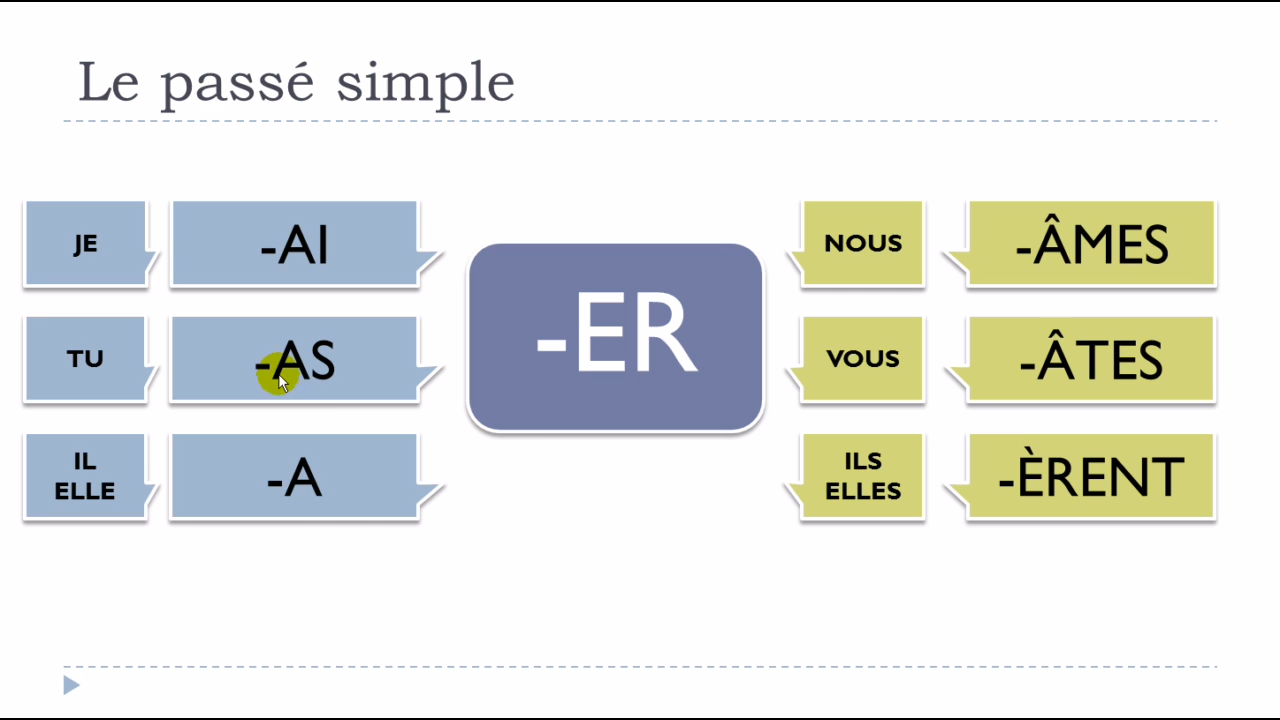 Le passé simple
JE
-AI
TU
-AS
IL
ELLE
-A
-ER
NOUS
-ÂMES
VOUS
-ÂTES
ILS
ELLES
-ÈRENT